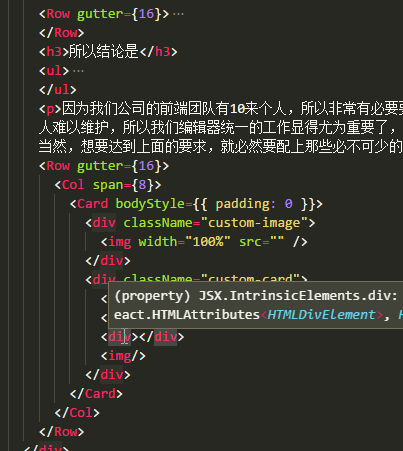 <Row gutter={16}>···
</Row>
<h3>所以结论是</h3>
<ul>···
</ul>
<p>因为我们公司的前端团队有10来个人，所以非常有必要
人难以维护，所以我们编辑器统一的工作显得尤为重要了，
当然，想要达到上面的要求，就必然要配上那些必不可少的
<Row gutter={16}>
<Col span={8}>
<Card bodyStyle={{ padding: 0 }}>
<div className="custom-image">
<img width="100%" src="" />
</div>
<div className="custom-card">
<
(property) JSX.IntrinsicElements.div:
<
eact.HTMLAttributes<HTMLDivElement>, H
<div></div>
<img/>
</div>
</Card>
</Col>
</Row>
</div>